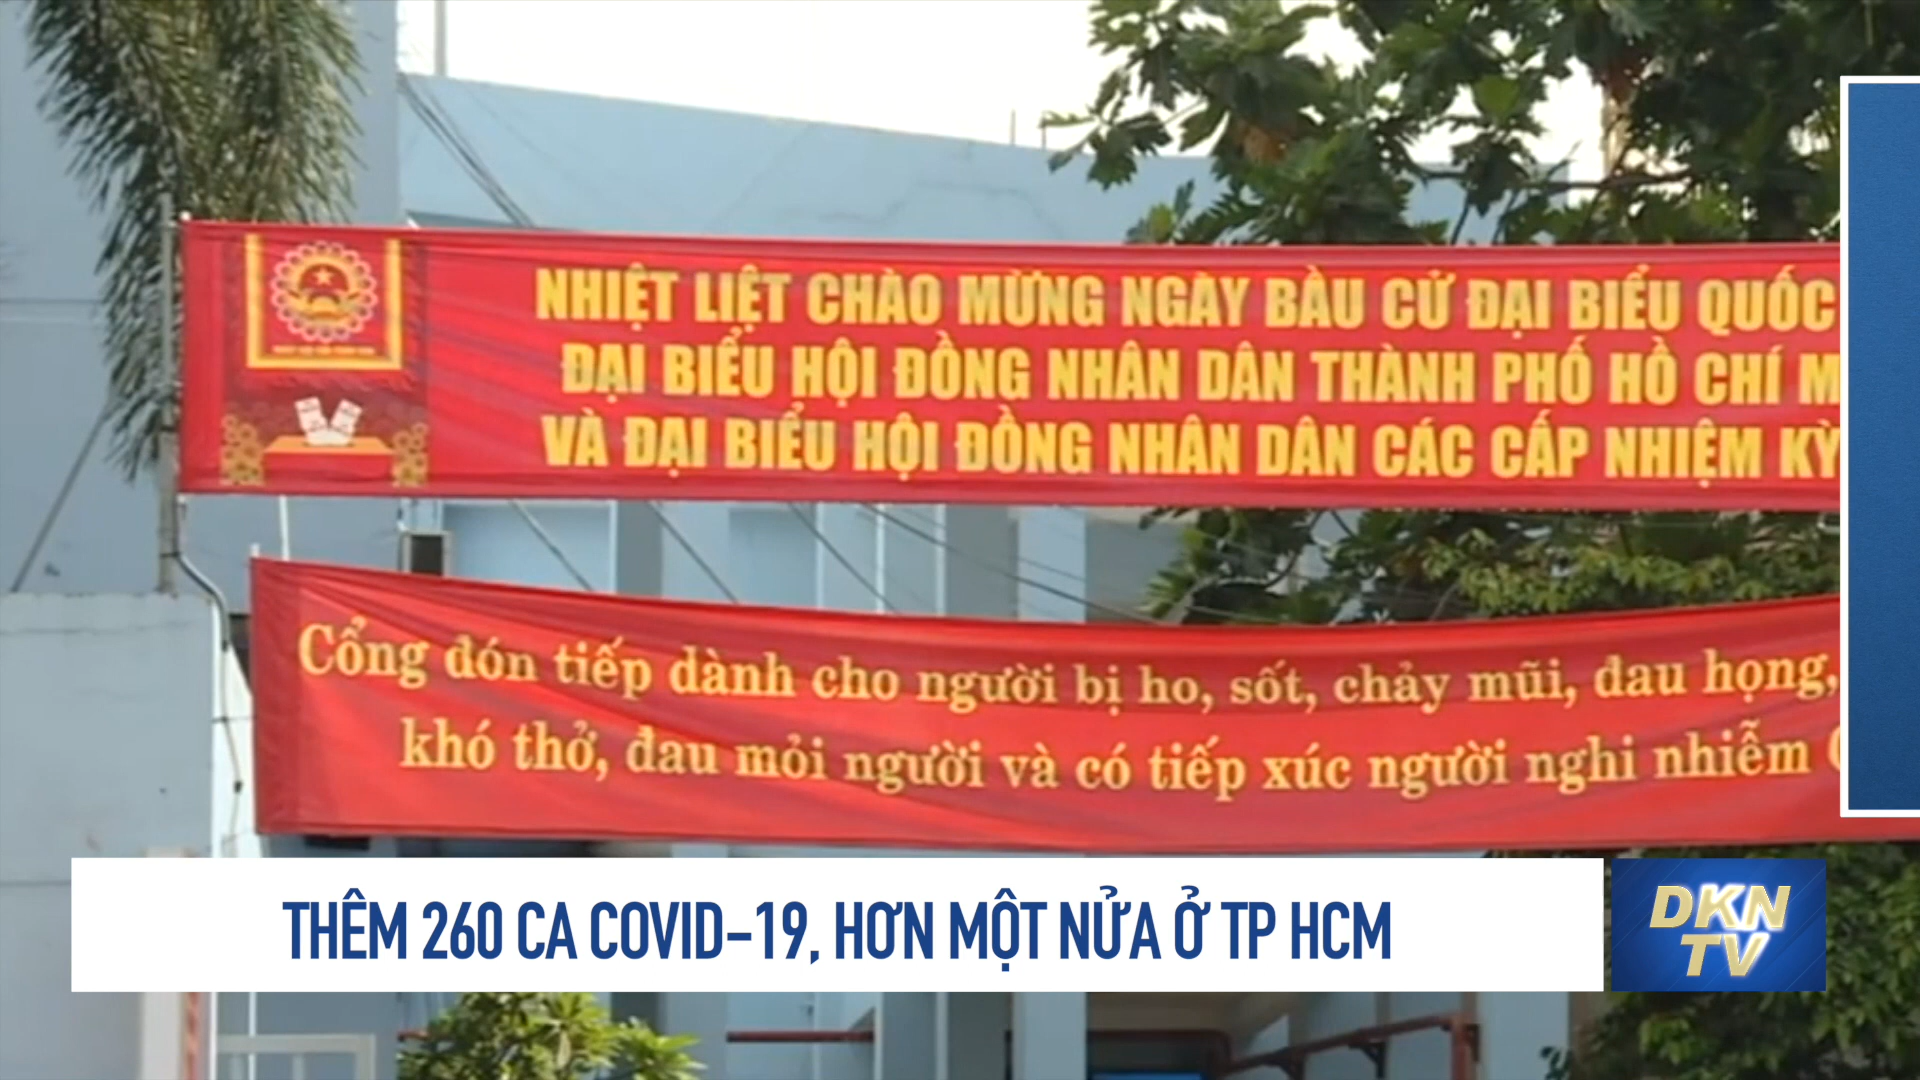 NHIỆT LIỆT CHÀO MỪNG NGÀY BẦU CỬ ĐẠI BIỂU QUỐC
ĐẠI BIỂU HỘI ĐỒNG NHÂN DÂN THÀNH PHỐ HỒ CHÍ M
VÀ ĐẠI BIỂU HỘI ĐỒNG NHÂN DÂN CÁC CẤP NHIỆM KỲ
Cổng đón tiếp dành cho người bị ho, sốt, chảy mũi, đau họng,
khó thở, đau mỏi người và có tiếp xúc người nghi nhiễm
THÊM 260 CA COVID-19, HƠN MỘT NỬA Ở TP HCM
DKN
TV